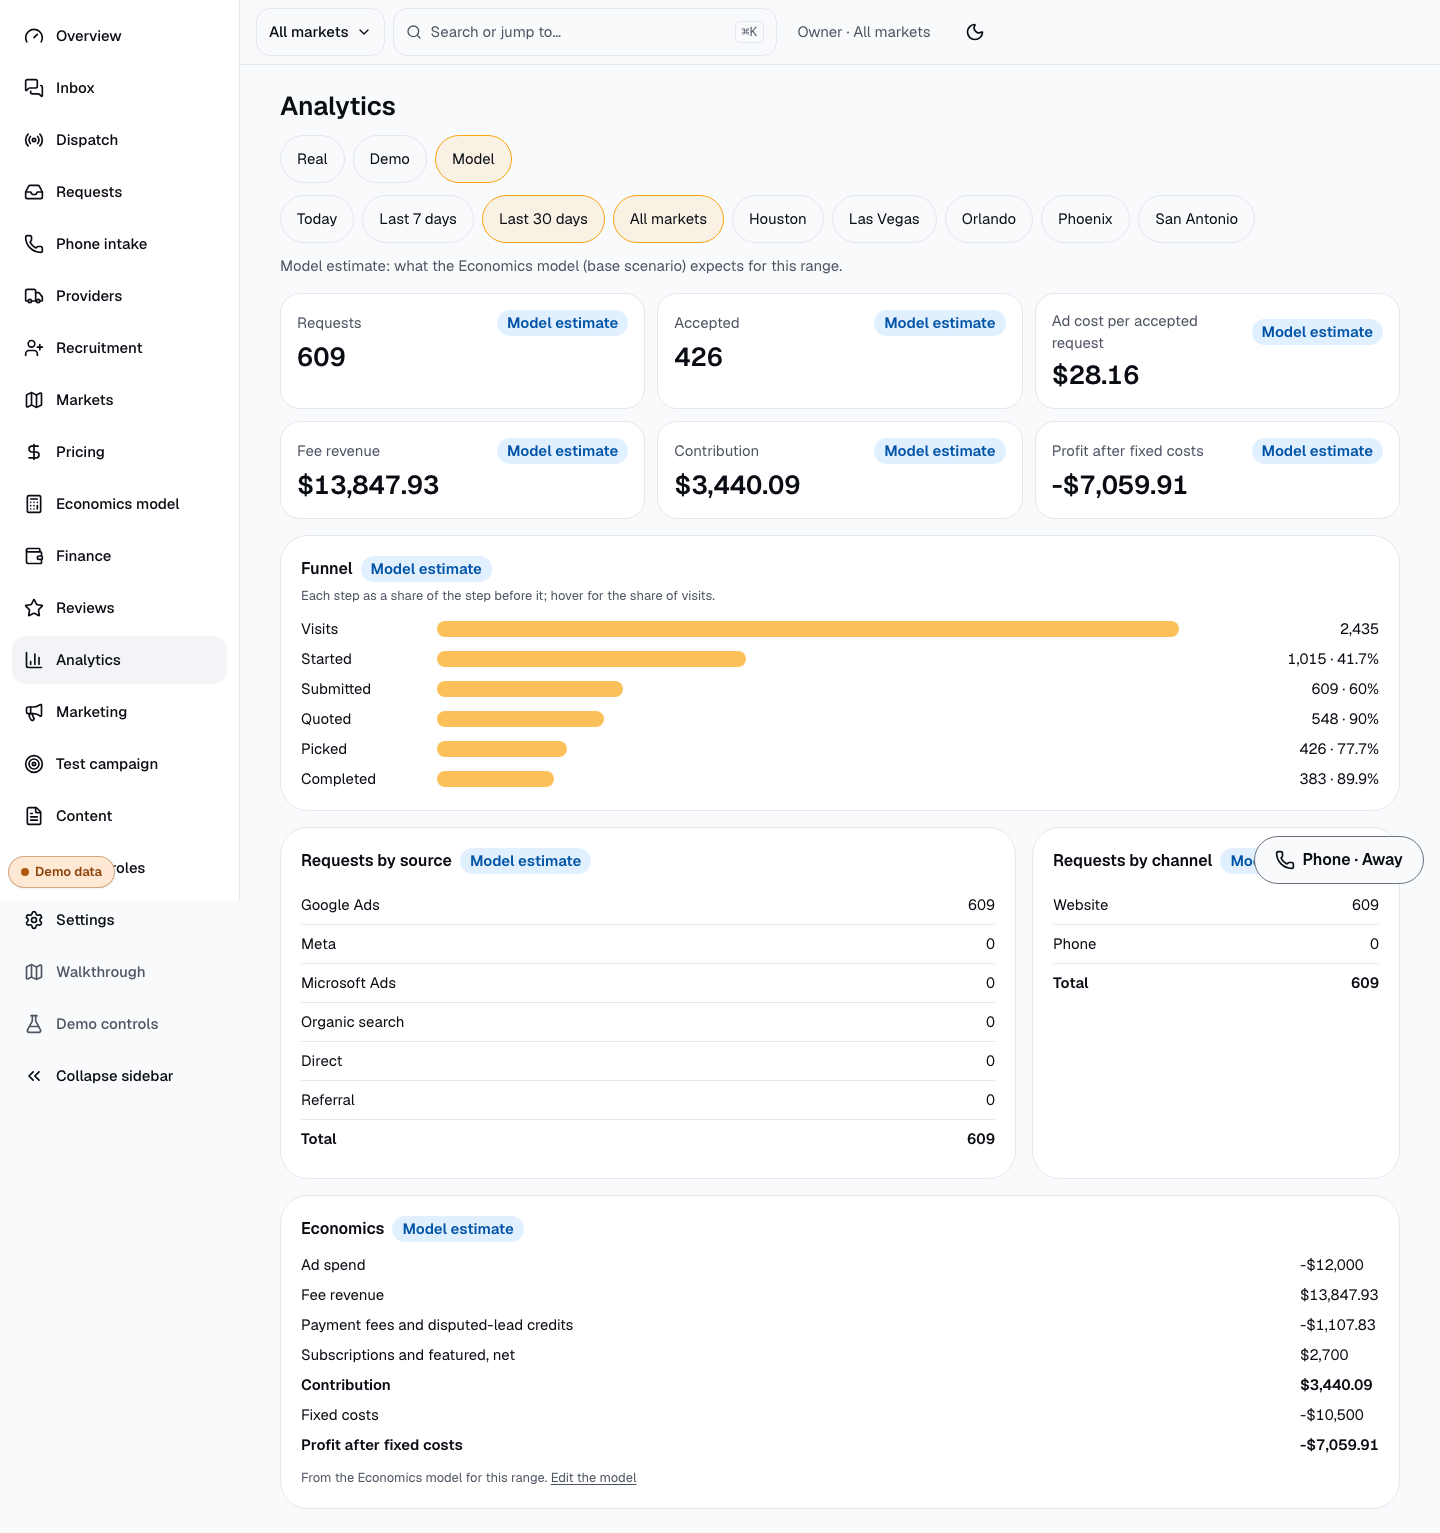 Overview
Inbox
Dispatch
Requests
Phone intake
Providers
Recruitment
Markets
Pricing
Economics model
Finance
Reviews
Analytics
Marketing
Test campaign
Content
Demo data
roles
Settings
Walkthrough
Demo controls
Collapse sidebar
All markets
Search or jump to...
⌘K
Owner · All markets
Analytics
Real
Demo
Model
Today
Last 7 days
Last 30 days
All markets
Houston
Las Vegas
Orlando
Phoenix
San Antonio
Model estimate: what the Economics model (base scenario) expects for this range.
Requests
Model estimate
609
Accepted
Model estimate
426
Ad cost per accepted
request
Model estimate
$28.16
Fee revenue
Model estimate
$13,847.93
Contribution
Model estimate
$3,440.09
Profit after fixed costs
Model estimate
-$7,059.91
Funnel Model estimate
Each step as a share of the step before it; hover for the share of visits.
Visits 2,435
Started 1,015 · 41.7%
Submitted 609 · 60%
Quoted 548 · 90%
Picked 426 · 77.7%
Completed 383 · 89.9%
Requests by source Model estimate
Google Ads 609
Meta 0
Microsoft Ads 0
Organic search 0
Direct 0
Referral 0
Total 609
Requests by channel Mo
Phone · Away
Website 609
Phone 0
Total 609
Economics Model estimate
Ad spend -$12,000
Fee revenue $13,847.93
Payment fees and disputed-lead credits -$1,107.83
Subscriptions and featured, net $2,700
Contribution $3,440.09
Fixed costs -$10,500
Profit after fixed costs -$7,059.91
From the Economics model for this range. Edit the model